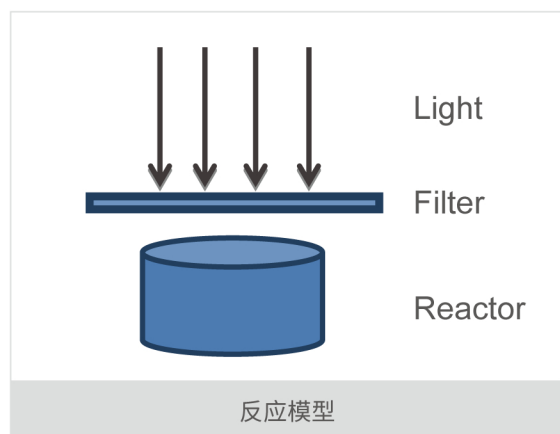 Light
Filter
Reactor
反应模型